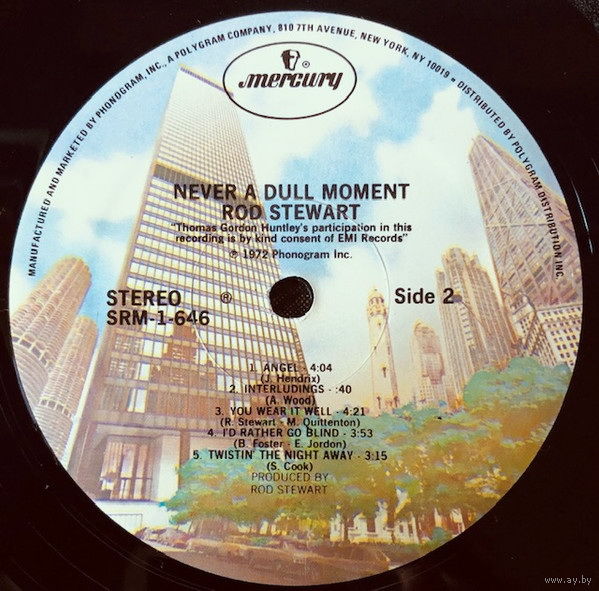 MANUFACTURED AND MARKETED BY PHONOGRAM, INC., A POLYGRAM COMPANY, 810 7TH AVENUE, NEW YORK, NY 10019 • DISTRIBUTED BY POLYGRAM DISTRIBUTION INC.
®
mercury
NEVER A DULL MOMENT
ROD STEWART
"Thomas Gordon Huntley's participation in this
recording is by kind consent of EMI Records"
℗ 1972 Phonogram Inc.
STEREO ® Side 2
SRM-1-646
1. ANGEL - 4:04
(J. Hendrix)
2. INTERLUDINGS - :40
(A. Wood)
3. YOU WEAR IT WELL - 4:21
(R. Stewart - M. Quittenton)
4. I'D RATHER GO BLIND - 3:53
(B. Foster - E. Jordon)
5. TWISTIN' THE NIGHT AWAY - 3:15
(S. Cook)
PRODUCED BY
ROD STEWART
www.ay.by